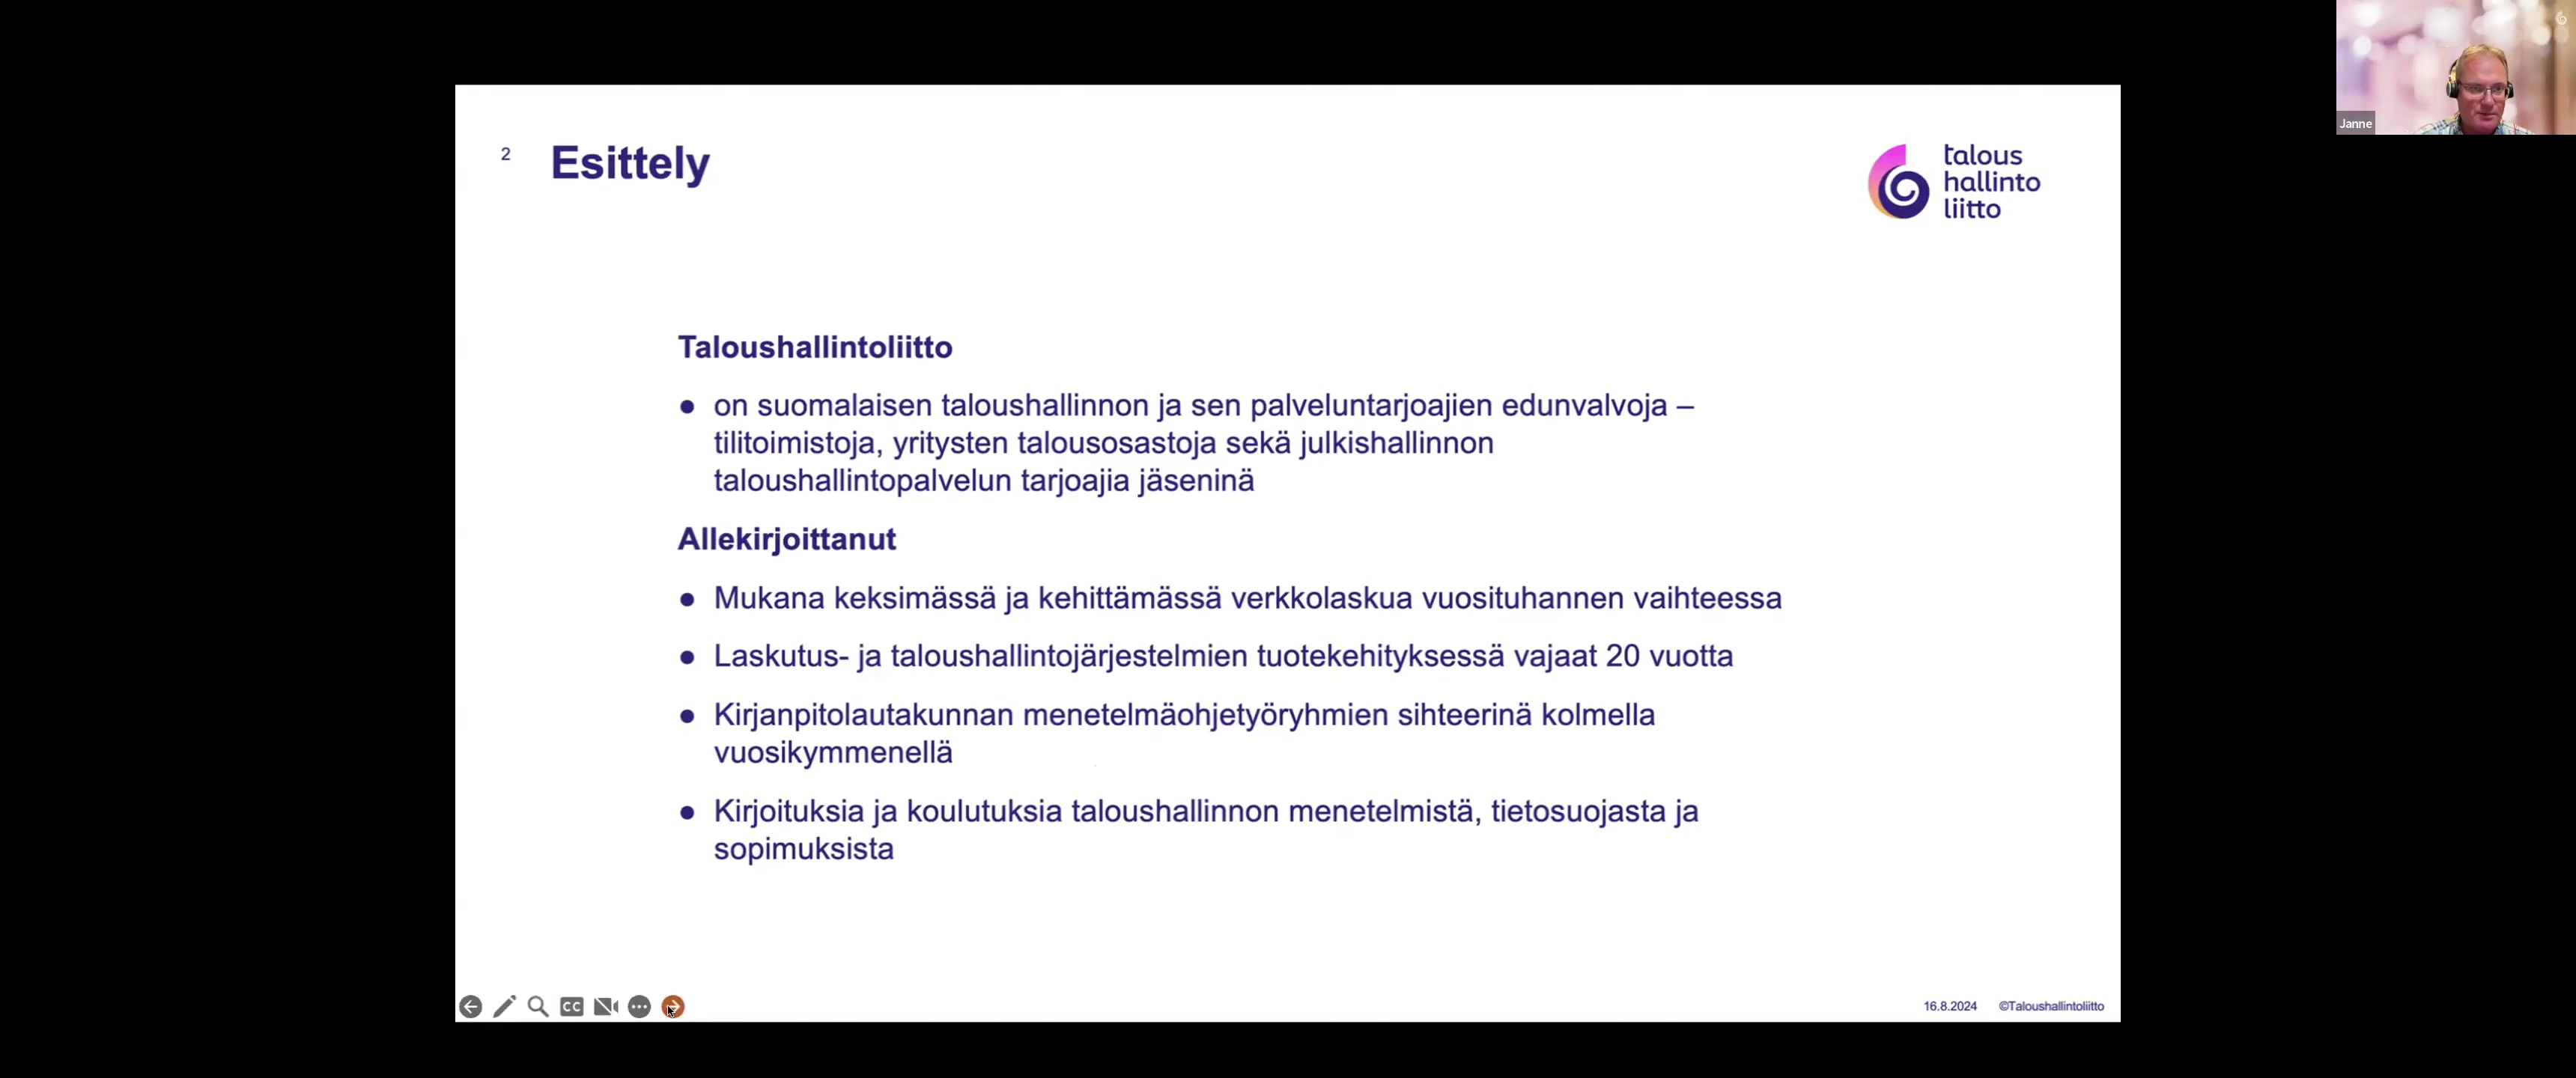 Janne
2
Esittely
talous
hallinto
liitto
Taloushallintoliitto
● on suomalaisen taloushallinnon ja sen palveluntarjoajien edunvalvoja –
tilitoimistoja, yritysten talousosastoja sekä julkishallinnon
taloushallintopalvelun tarjoajia jäseninä
Allekirjoittanut
● Mukana keksimässä ja kehittämässä verkkolaskua vuosituhannen vaihteessa
● Laskutus- ja taloushallintojärjestelmien tuotekehityksessä vajaat 20 vuotta
● Kirjanpitolautakunnan menetelmäohjetyöryhmien sihteerinä kolmella
vuosikymmenellä
● Kirjoituksia ja koulutuksia taloushallinnon menetelmistä, tietosuojasta ja
sopimuksista
CC
16.8.2024 ©Taloushallintoliitto